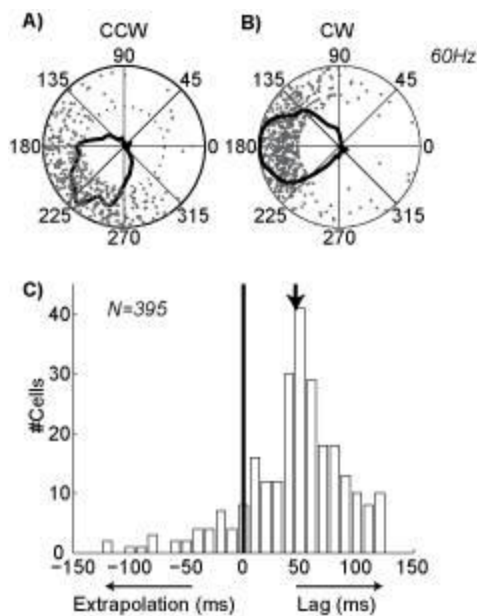 A) CCW B) CW
90 90 60Hz
135 45 135 45
180 0 180 0
225 315 225 315
270 270
C) N=395
40
30
20
10
0
#Cells
−150 −100 −50 0 50 100 150
Extrapolation (ms) Lag (ms)